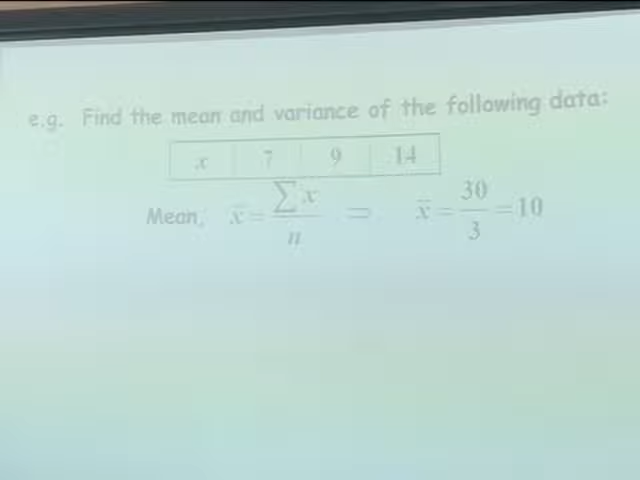 e.g. Find the mean and variance of the following data:
x 7 9 14
Mean, x̄ = ∑x / n ⇒ x̄ = 30 / 3 = 10